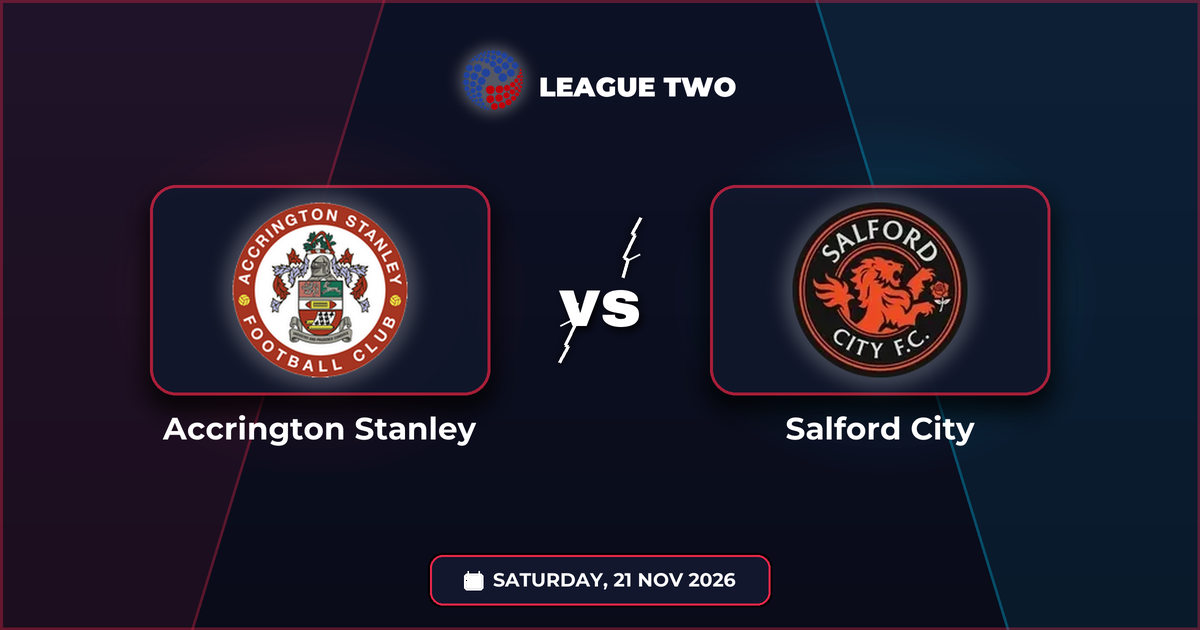 LEAGUE TWO
ACCRINGTON STANLEY
FOOTBALL CLUB
vs
SALFORD
CITY F.C.
Accrington Stanley
Salford City
SATURDAY, 21 NOV 2026